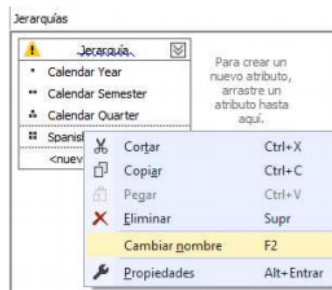 Jerarquías
Jerarquía
Calendar Year
Calendar Semester
Calendar Quarter
Spanis
<nuev
Para crear un
nuevo atributo,
arrastre un
atributo hasta
aquí.
Cortar Ctrl+X
Copiar Ctrl+C
Pegar Ctrl+V
Eliminar Supr
Cambiar nombre F2
Propiedades Alt+Entrar